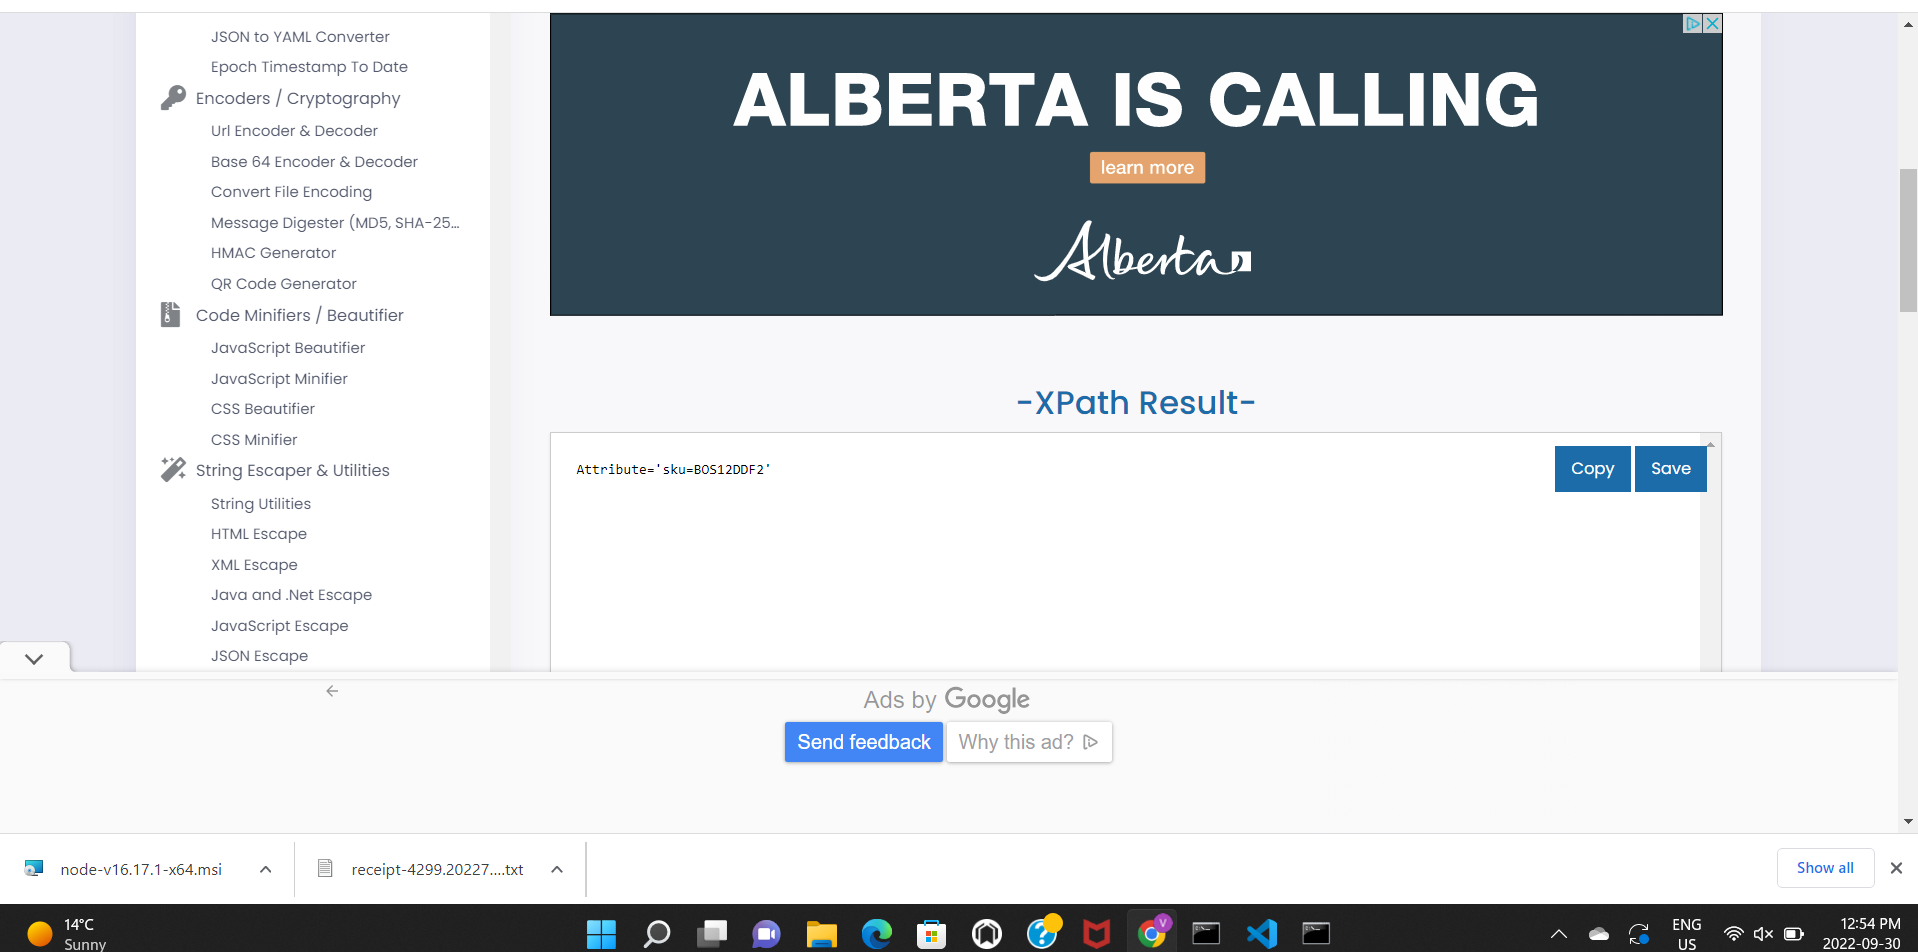 JSON to YAML Converter
Epoch Timestamp To Date
Encoders / Cryptography
Url Encoder & Decoder
Base 64 Encoder & Decoder
Convert File Encoding
Message Digester (MD5, SHA-25...
HMAC Generator
QR Code Generator
Code Minifiers / Beautifier
JavaScript Beautifier
JavaScript Minifier
CSS Beautifier
CSS Minifier
String Escaper & Utilities
String Utilities
HTML Escape
XML Escape
Java and .Net Escape
JavaScript Escape
JSON Escape
ALBERTA IS CALLING
learn more
Alberta
-XPath Result-
Attribute='sku=BOS12DDF2'
Copy
Save
Ads by Google
Send feedback
Why this ad?
node-v16.17.1-x64.msi
receipt-4299.20227....txt
Show all
14°C
Sunny
V
ENG
US
12:54 PM
2022-09-30